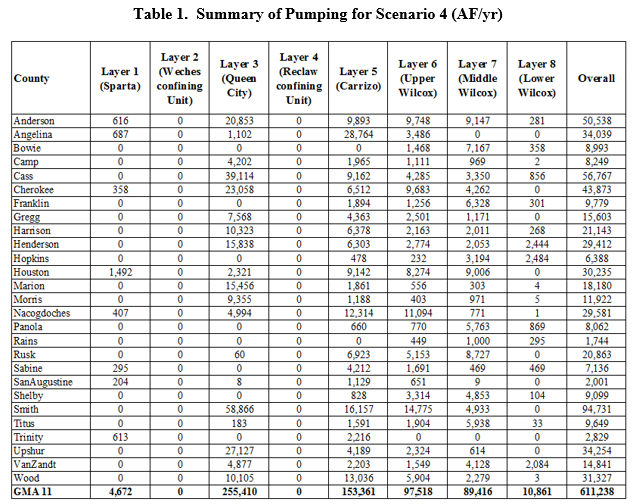 Table 1.  Summary of Pumping for Scenario 4 (AF/yr)
County | Layer 1 (Sparta) | Layer 2 (Weches confining Unit) | Layer 3 (Queen City) | Layer 4 (Reclaw confining Unit) | Layer 5 (Carrizo) | Layer 6 (Upper Wilcox) | Layer 7 (Middle Wilcox) | Layer 8 (Lower Wilcox) | Overall
Anderson 616 0 20,853 0 9,893 9,748 9,147 281 50,538
Angelina 687 0 1,102 0 28,764 3,486 0 0 34,039
Bowie 0 0 0 0 0 1,468 7,167 358 8,993
Camp 0 0 4,202 0 1,965 1,111 969 2 8,249
Cass 0 0 39,114 0 9,162 4,285 3,350 856 56,767
Cherokee 358 0 23,058 0 6,512 9,683 4,262 0 43,873
Franklin 0 0 0 0 1,894 1,256 6,328 301 9,779
Gregg 0 0 7,568 0 4,363 2,501 1,171 0 15,603
Harrison 0 0 10,323 0 6,378 2,163 2,011 268 21,143
Henderson 0 0 15,838 0 6,303 2,774 2,053 2,444 29,412
Hopkins 0 0 0 0 478 232 3,194 2,484 6,388
Houston 1,492 0 2,321 0 9,142 8,274 9,006 0 30,235
Marion 0 0 15,456 0 1,861 556 303 4 18,180
Morris 0 0 9,355 0 1,188 403 971 5 11,922
Nacogdoches 407 0 4,994 0 12,314 11,094 771 1 29,581
Panola 0 0 0 0 660 770 5,763 869 8,062
Rains 0 0 0 0 0 449 1,000 295 1,744
Rusk 0 0 60 0 6,923 5,153 8,727 0 20,863
Sabine 295 0 0 0 4,212 1,691 469 469 7,136
SanAugustine 204 0 8 0 1,129 651 9 0 2,001
Shelby 0 0 0 0 828 3,314 4,853 104 9,099
Smith 0 0 58,866 0 16,157 14,775 4,933 0 94,731
Titus 0 0 183 0 1,591 1,904 5,938 33 9,649
Trinity 613 0 0 0 2,216 0 0 0 2,829
Upshur 0 0 27,127 0 4,189 2,324 614 0 34,254
VanZandt 0 0 4,877 0 2,203 1,549 4,128 2,084 14,841
Wood 0 0 10,105 0 13,036 5,904 2,279 3 31,327
GMA 11 4,672 0 255,410 0 153,361 97,518 89,416 10,861 611,238